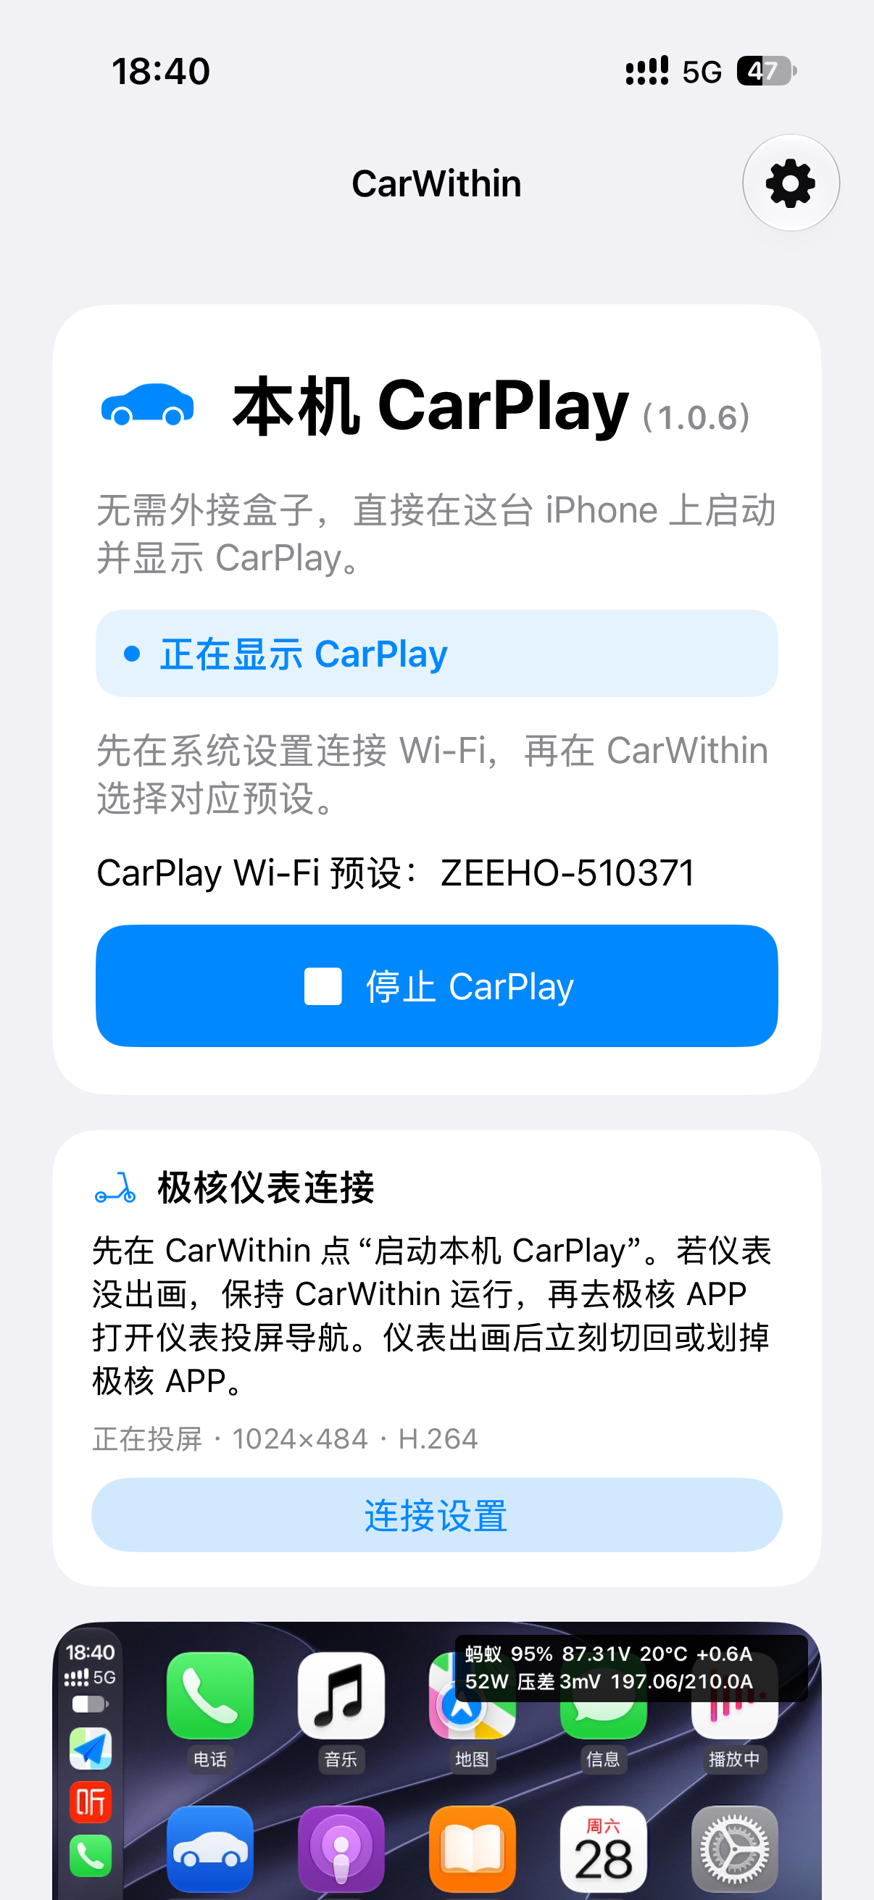 18:40
5G 47
CarWithin
本机 CarPlay (1.0.6)
无需外接盒子，直接在这台 iPhone 上启动
并显示 CarPlay。
正在显示 CarPlay
先在系统设置连接 Wi-Fi，再在 CarWithin
选择对应预设。
CarPlay Wi-Fi 预设：ZEEHO-510371
停止 CarPlay
极核仪表连接
先在 CarWithin 点“启动本机 CarPlay”。若仪表
没出画，保持 CarWithin 运行，再去极核 APP
打开仪表投屏导航。仪表出画后立刻切回或划掉
极核 APP。
正在投屏 · 1024×484 · H.264
连接设置
18:40
5G
蚂蚁 95% 87.31V 20°C +0.6A
52W 压差3mV 197.06/210.0A
电话
音乐
地图
信息
播放中
听
周六
28